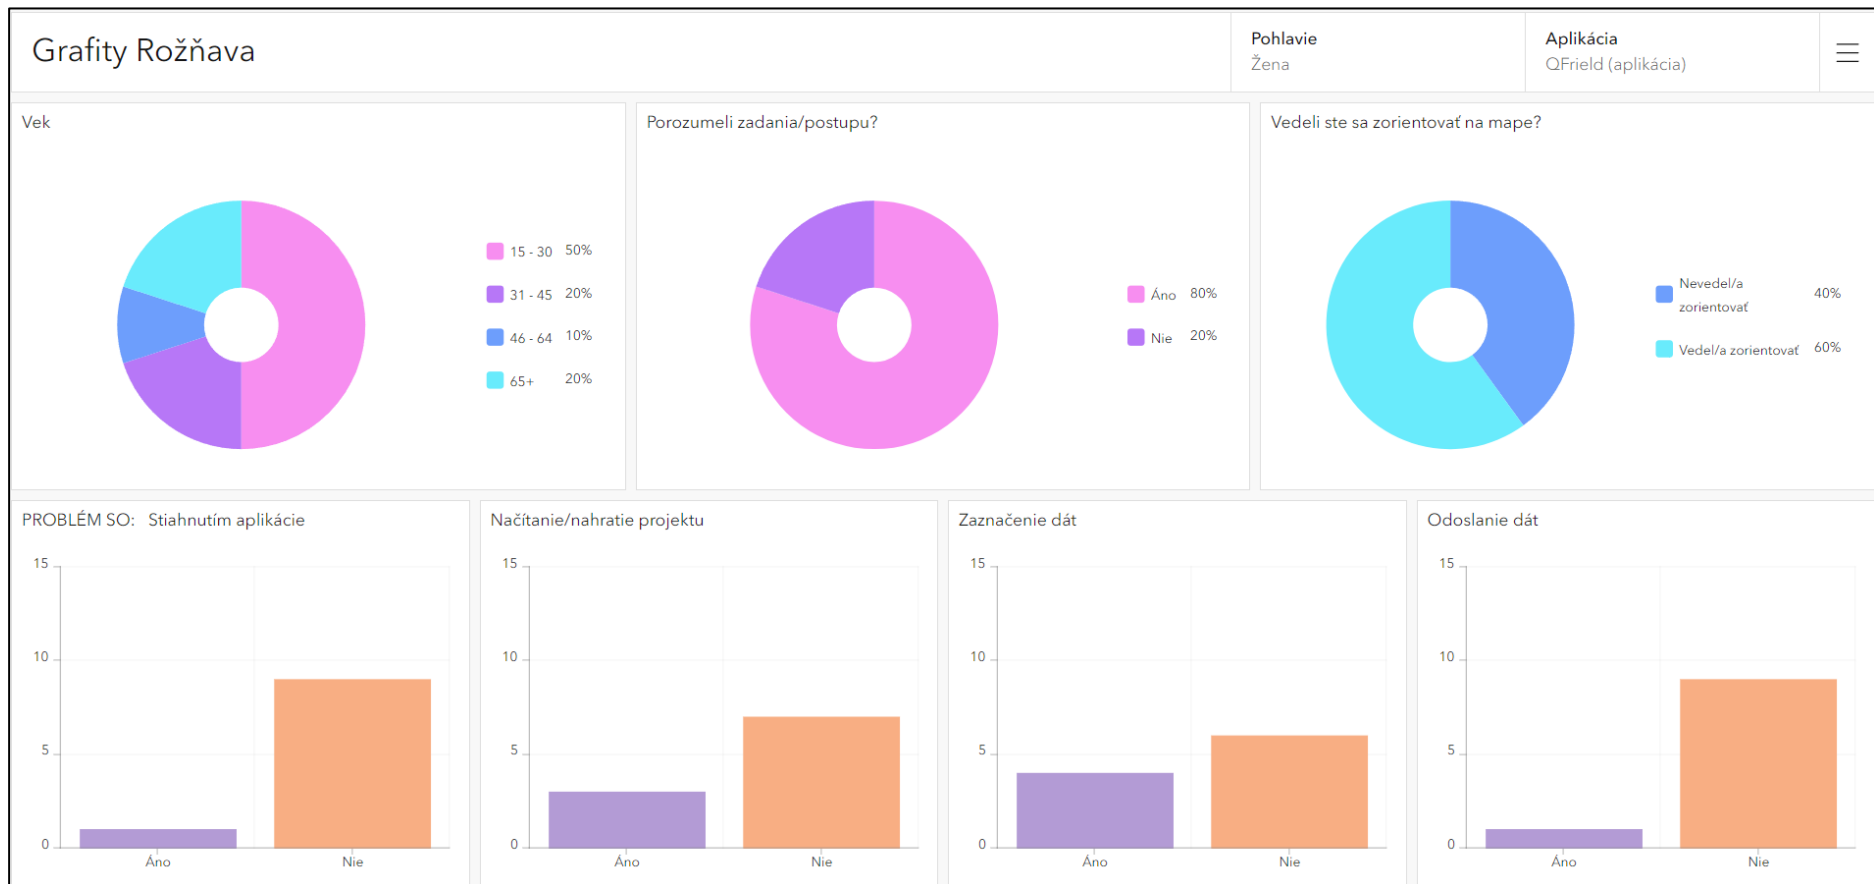 Grafity Rožňava
Pohlavie
Žena
Aplikácia
QFrield (aplikácia)
Vek
15 - 30 50%
31 - 45 20%
46 - 64 10%
65+ 20%
Porozumeli zadania/postupu?
Áno 80%
Nie 20%
Vedeli ste sa zorientovať na mape?
Nevedel/a
zorientovať 40%
Vedel/a zorientovať 60%
PROBLÉM SO: Stiahnutím aplikácie
15
10
5
0
Áno Nie
Načítanie/nahratie projektu
15
10
5
0
Áno Nie
Zaznačenie dát
15
10
5
0
Áno Nie
Odoslanie dát
15
10
5
0
Áno Nie